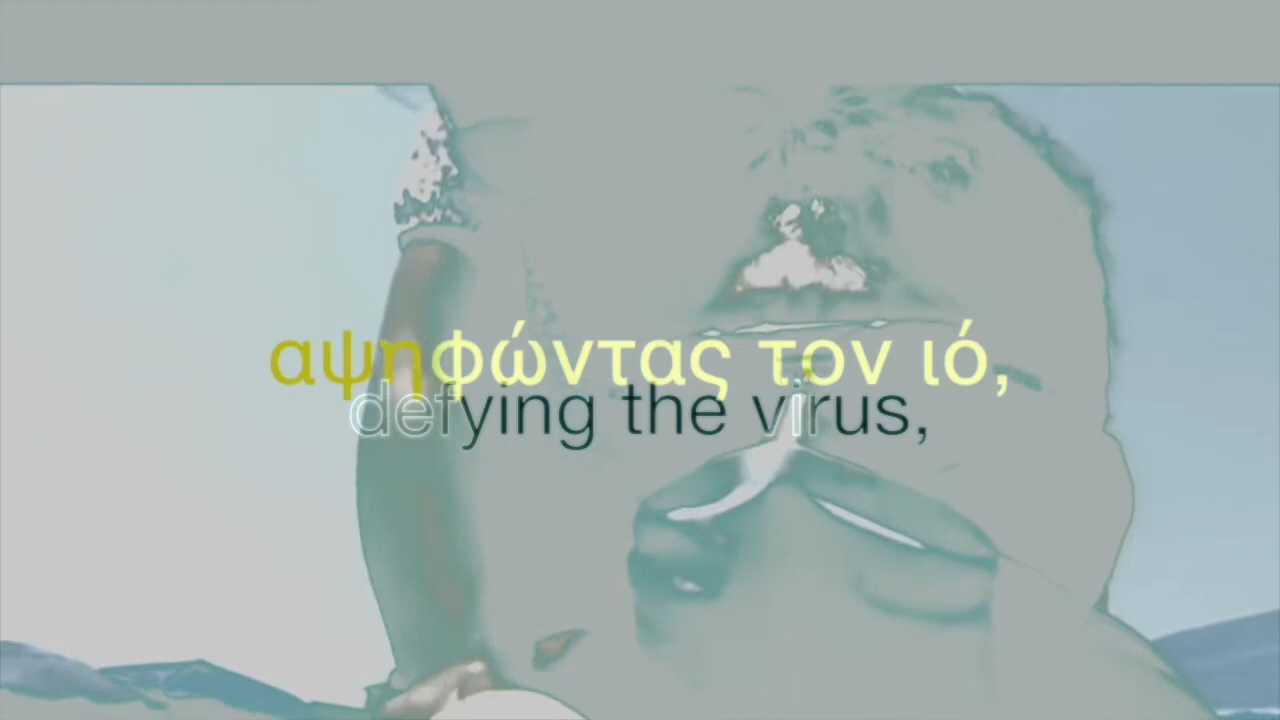 αψηφώντας τον ιό,
defying the virus,